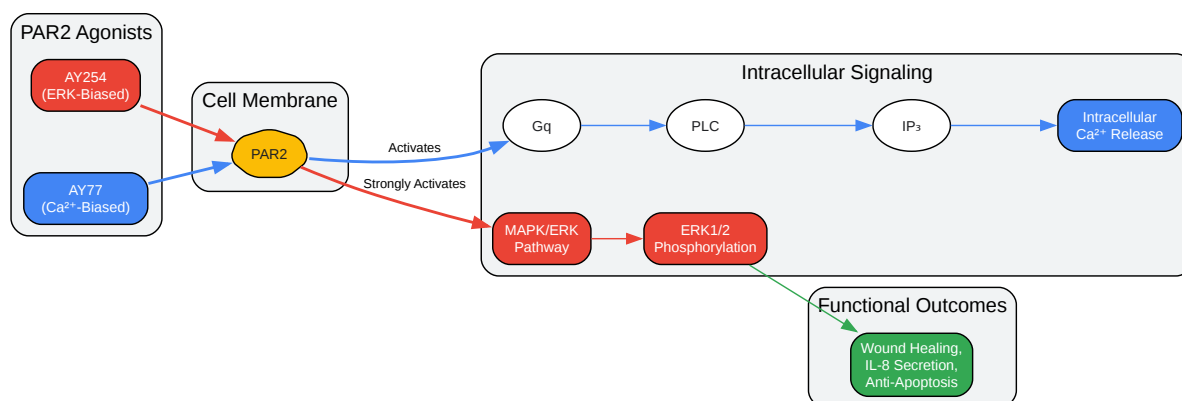 PAR2 Agonists
AY254
(ERK-Biased)
AY77
(Ca²⁺-Biased)
Cell Membrane
PAR2
Activates
Strongly Activates
Intracellular Signaling
Gq
PLC
IP₃
Intracellular
Ca²⁺ Release
MAPK/ERK
Pathway
ERK1/2
Phosphorylation
Functional Outcomes
Wound Healing,
IL-8 Secretion,
Anti-Apoptosis